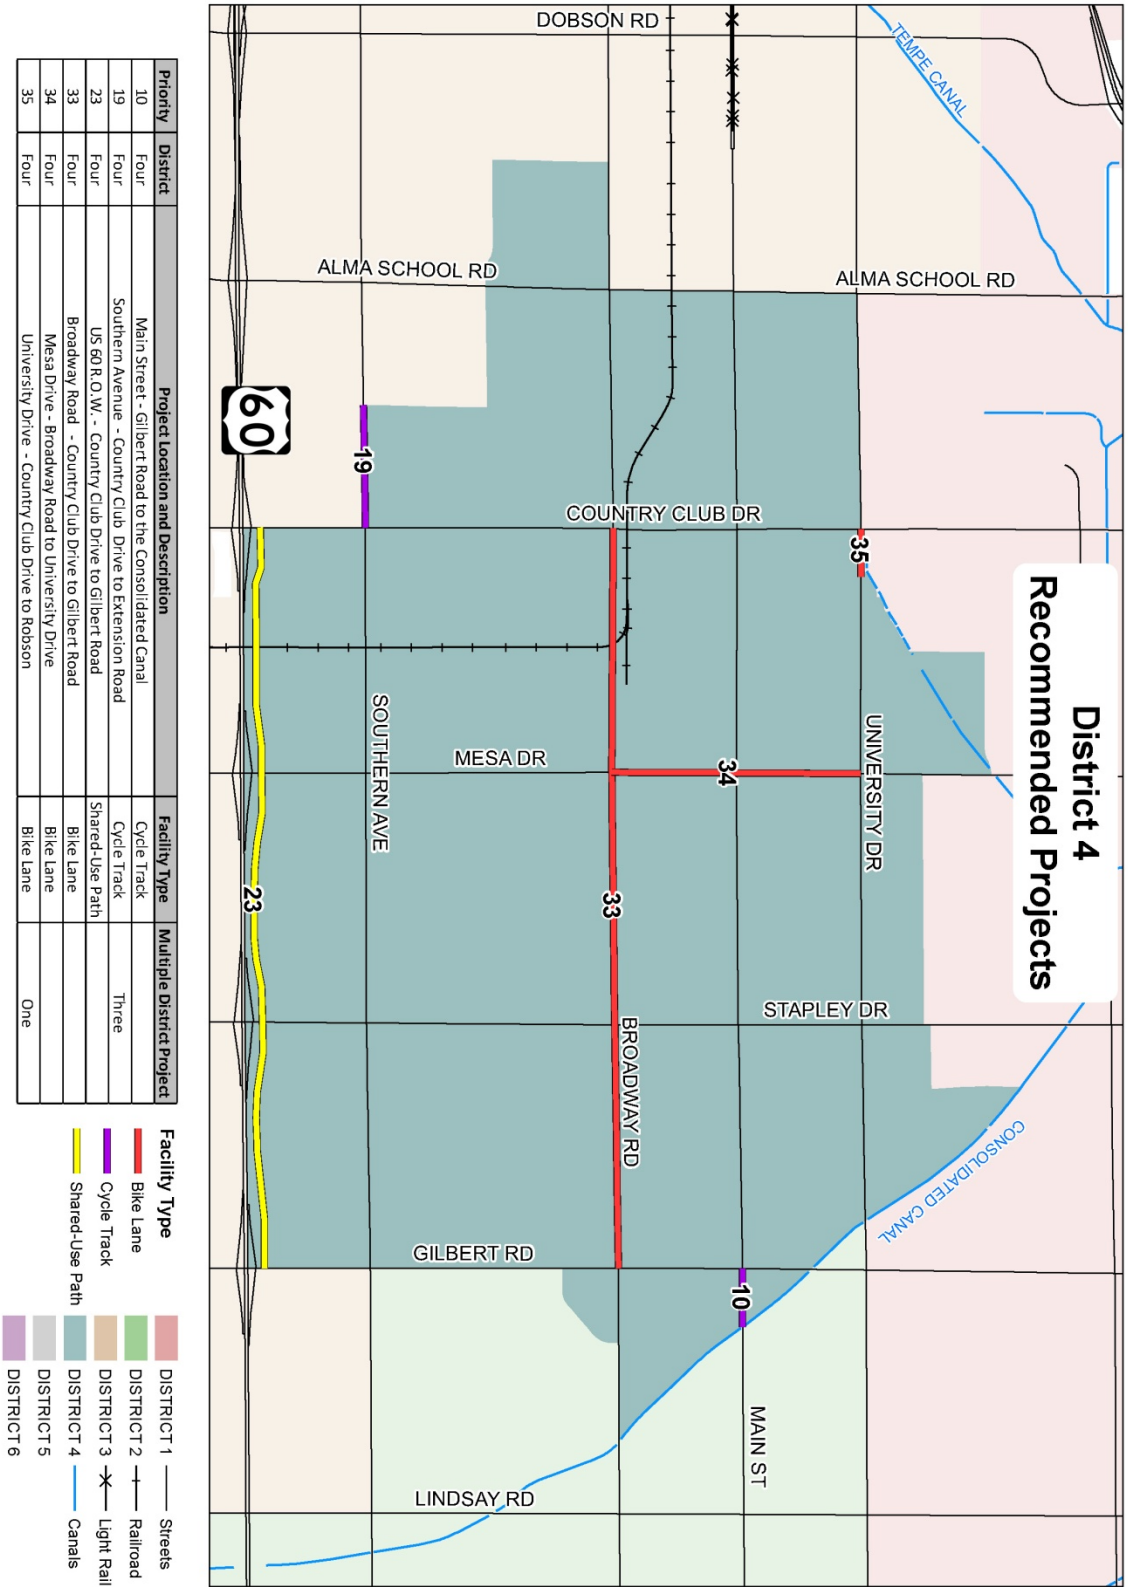 District 4
Recommended Projects
DOBSON RD
TEMPE CANAL
ALMA SCHOOL RD
ALMA SCHOOL RD
60
19
COUNTRY CLUB DR
35
SOUTHERN AVE
MESA DR
34
UNIVERSITY DR
23
33
STAPLEY DR
BROADWAY RD
CONSOLIDATED CANAL
GILBERT RD
10
MAIN ST
LINDSAY RD
Priority District Project Location and Description Facility Type Multiple District Project
10 Four Main Street - Gilbert Road to the Consolidated Canal Cycle Track
19 Four Southern Avenue - Country Club Drive to Extension Road Cycle Track Three
23 Four US 60 R.O.W. - Country Club Drive to Gilbert Road Shared-Use Path
33 Four Broadway Road - Country Club Drive to Gilbert Road Bike Lane
34 Four Mesa Drive - Broadway Road to University Drive Bike Lane
35 Four University Drive - Country Club Drive to Robson Bike Lane One
Facility Type
Bike Lane
Cycle Track
Shared-Use Path
DISTRICT 1
DISTRICT 2
DISTRICT 3
DISTRICT 4
DISTRICT 5
DISTRICT 6
Streets
Railroad
Light Rail
Canals